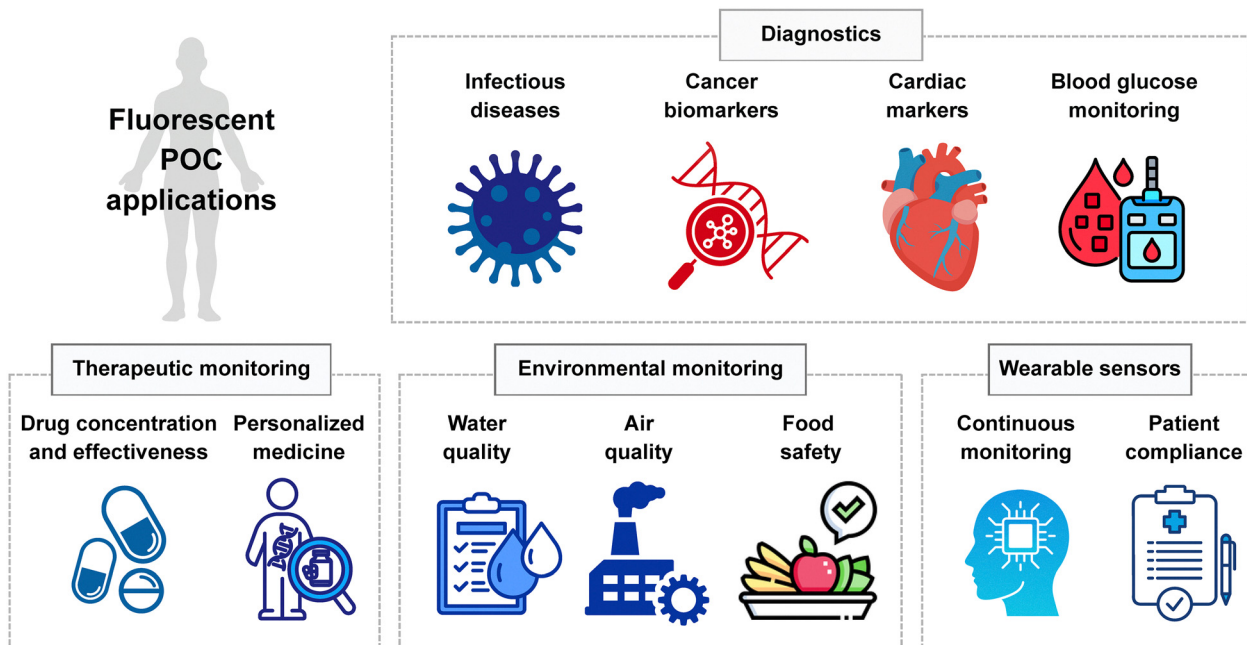 Fluorescent
POC
applications
Diagnostics
Infectious
diseases
Cancer
biomarkers
Cardiac
markers
Blood glucose
monitoring
Therapeutic monitoring
Drug concentration
and effectiveness
Personalized
medicine
Environmental monitoring
Water
quality
Air
quality
Food
safety
Wearable sensors
Continuous
monitoring
Patient
compliance